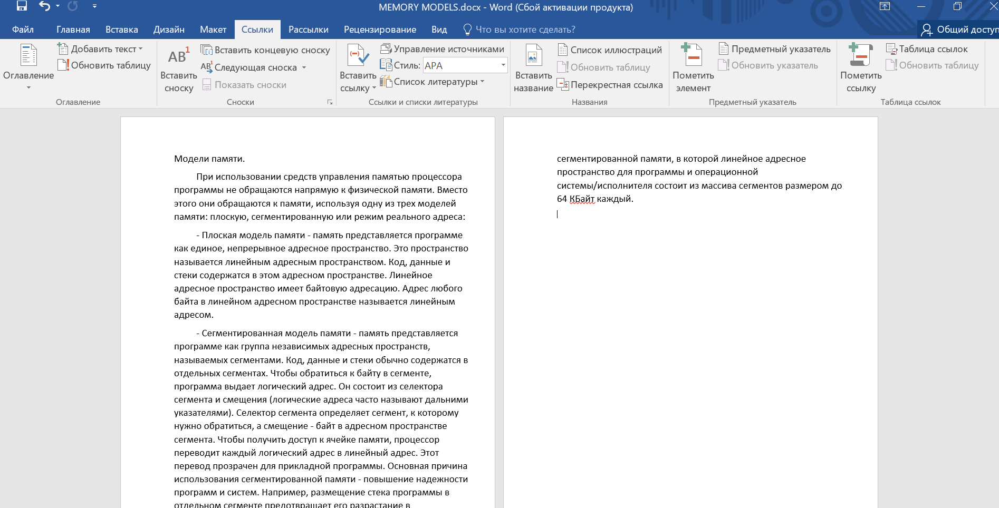 MEMORY MODELS.docx - Word (Сбой активации продукта)
Файл Главная Вставка Дизайн Макет Ссылки Рассылки Рецензирование Вид Что вы хотите сделать? Общий доступ
Оглавление
Добавить текст
Обновить таблицу
Оглавление
AB1
Вставить сноску
Вставить концевую сноску
AB1 Следующая сноска
Показать сноски
Сноски
Вставить ссылку
Управление источниками
Стиль: APA
Список литературы
Ссылки и списки литературы
Вставить название
Список иллюстраций
Обновить таблицу
Перекрестная ссылка
Названия
Пометить элемент
Предметный указатель
Обновить указатель
Предметный указатель
Пометить ссылку
Таблица ссылок
Обновить таблицу
Таблица ссылок
Модели памяти.
При использовании средств управления памятью процессора
программы не обращаются напрямую к физической памяти. Вместо
этого они обращаются к памяти, используя одну из трех моделей
памяти: плоскую, сегментированную или режим реального адреса:
- Плоская модель памяти - память представляется программе
как единое, непрерывное адресное пространство. Это пространство
называется линейным адресным пространством. Код, данные и
стеки содержатся в этом адресном пространстве. Линейное
адресное пространство имеет байтовую адресацию. Адрес любого
байта в линейном адресном пространстве называется линейным
адресом.
- Сегментированная модель памяти - память представляется
программе как группа независимых адресных пространств,
называемых сегментами. Код, данные и стеки обычно содержатся в
отдельных сегментах. Чтобы обратиться к байту в сегменте,
программа выдает логический адрес. Он состоит из селектора
сегмента и смещения (логические адреса часто называют дальними
указателями). Селектор сегмента определяет сегмент, к которому
нужно обратиться, а смещение - байт в адресном пространстве
сегмента. Чтобы получить доступ к ячейке памяти, процессор
переводит каждый логический адрес в линейный адрес. Этот
перевод прозрачен для прикладной программы. Основная причина
использования сегментированной памяти - повышение надежности
программ и систем. Например, размещение стека программы в
отдельном сегменте предотвращает его разрастание в
сегментированной памяти, в которой линейное адресное
пространство для программы и операционной
системы/исполнителя состоит из массива сегментов размером до
64 КБайт каждый.